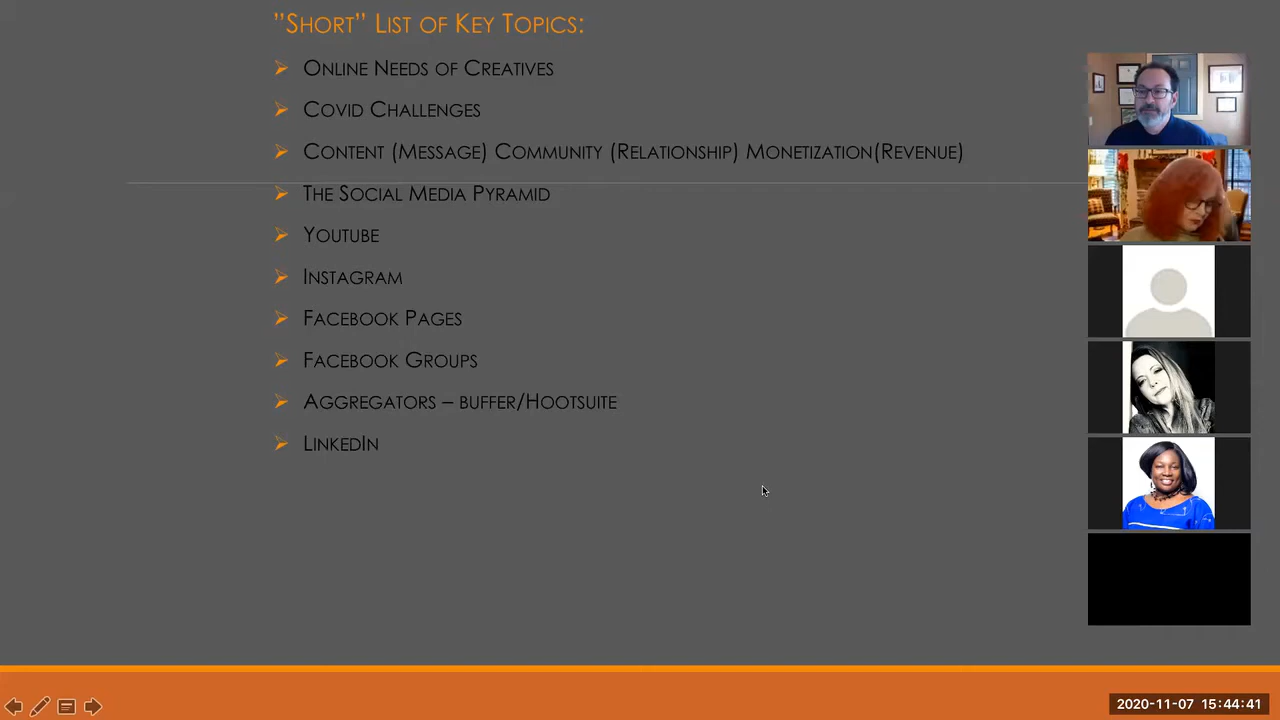 ”Short” List of Key Topics:
Online Needs of Creatives
Covid Challenges
Content (Message) Community (Relationship) Monetization(Revenue)
The Social Media Pyramid
Youtube
Instagram
Facebook Pages
Facebook Groups
Aggregators – buffer/Hootsuite
LinkedIn
2020-11-07 15:44:41